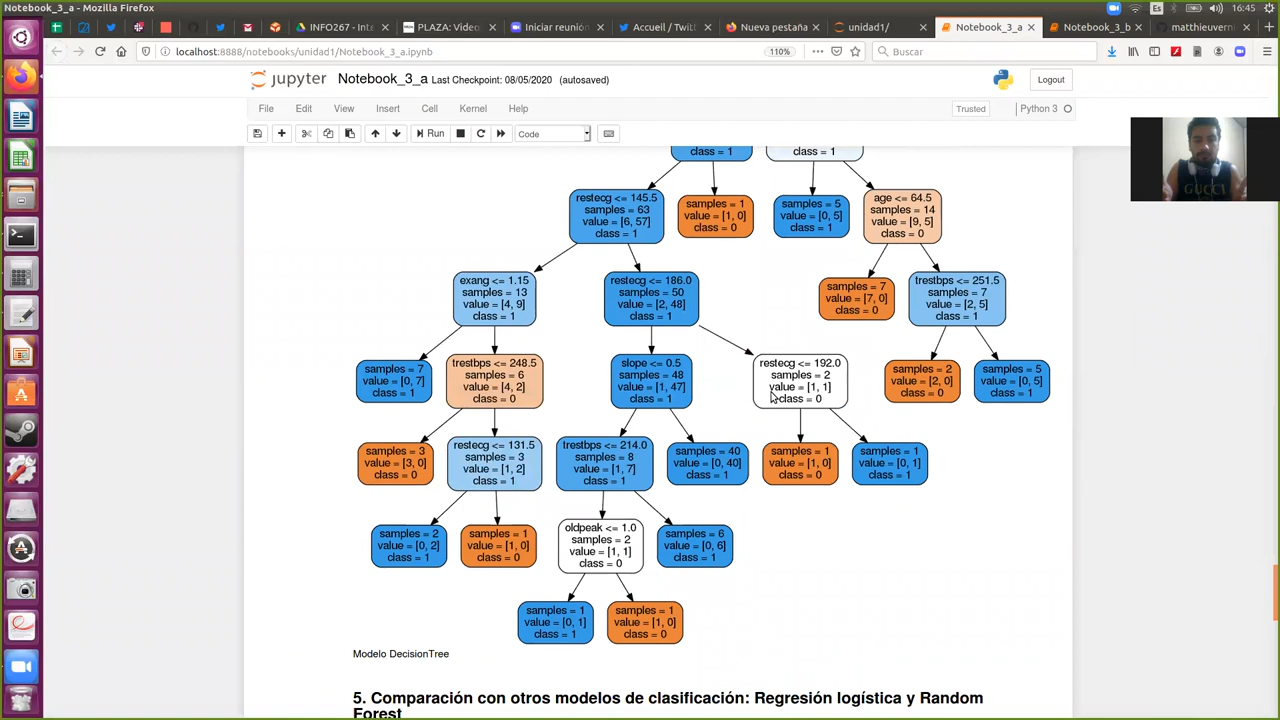 Notebook_3_a - Mozilla Firefox
Es
16:45
INFO267 - Inter
PLAZA: Video
Iniciar reunión
Accueil / Twitt
Nueva pestaña
unidad1/
Notebook_3_a
Notebook_3_b
matthieuverni
localhost:8888/notebooks/unidad1/Notebook_3_a.ipynb
110%
Buscar
jupyter Notebook_3_a Last Checkpoint: 08/05/2020 (autosaved)
Logout
File Edit View Insert Cell Kernel Help
Trusted
Python 3
Run
Code
class = 1
class = 1
GUCCI
restecg <= 145.5
samples = 63
value = [6, 57]
class = 1
samples = 1
value = [1, 0]
class = 0
samples = 5
value = [0, 5]
class = 1
age <= 64.5
samples = 14
value = [9, 5]
class = 0
exang <= 1.15
samples = 13
value = [4, 9]
class = 1
restecg <= 186.0
samples = 50
value = [2, 48]
class = 1
samples = 7
value = [7, 0]
class = 0
trestbps <= 251.5
samples = 7
value = [2, 5]
class = 1
samples = 7
value = [0, 7]
class = 1
trestbps <= 248.5
samples = 6
value = [4, 2]
class = 0
slope <= 0.5
samples = 48
value = [1, 47]
class = 1
restecg <= 192.0
samples = 2
value = [1, 1]
class = 0
samples = 2
value = [2, 0]
class = 0
samples = 5
value = [0, 5]
class = 1
samples = 3
value = [3, 0]
class = 0
restecg <= 131.5
samples = 3
value = [1, 2]
class = 1
trestbps <= 214.0
samples = 8
value = [1, 7]
class = 1
samples = 40
value = [0, 40]
class = 1
samples = 1
value = [1, 0]
class = 0
samples = 1
value = [0, 1]
class = 1
samples = 2
value = [0, 2]
class = 1
samples = 1
value = [1, 0]
class = 0
oldpeak <= 1.0
samples = 2
value = [1, 1]
class = 0
samples = 6
value = [0, 6]
class = 1
samples = 1
value = [0, 1]
class = 1
samples = 1
value = [1, 0]
class = 0
Modelo DecisionTree
5. Comparación con otros modelos de clasificación: Regresión logística y Random
Forest